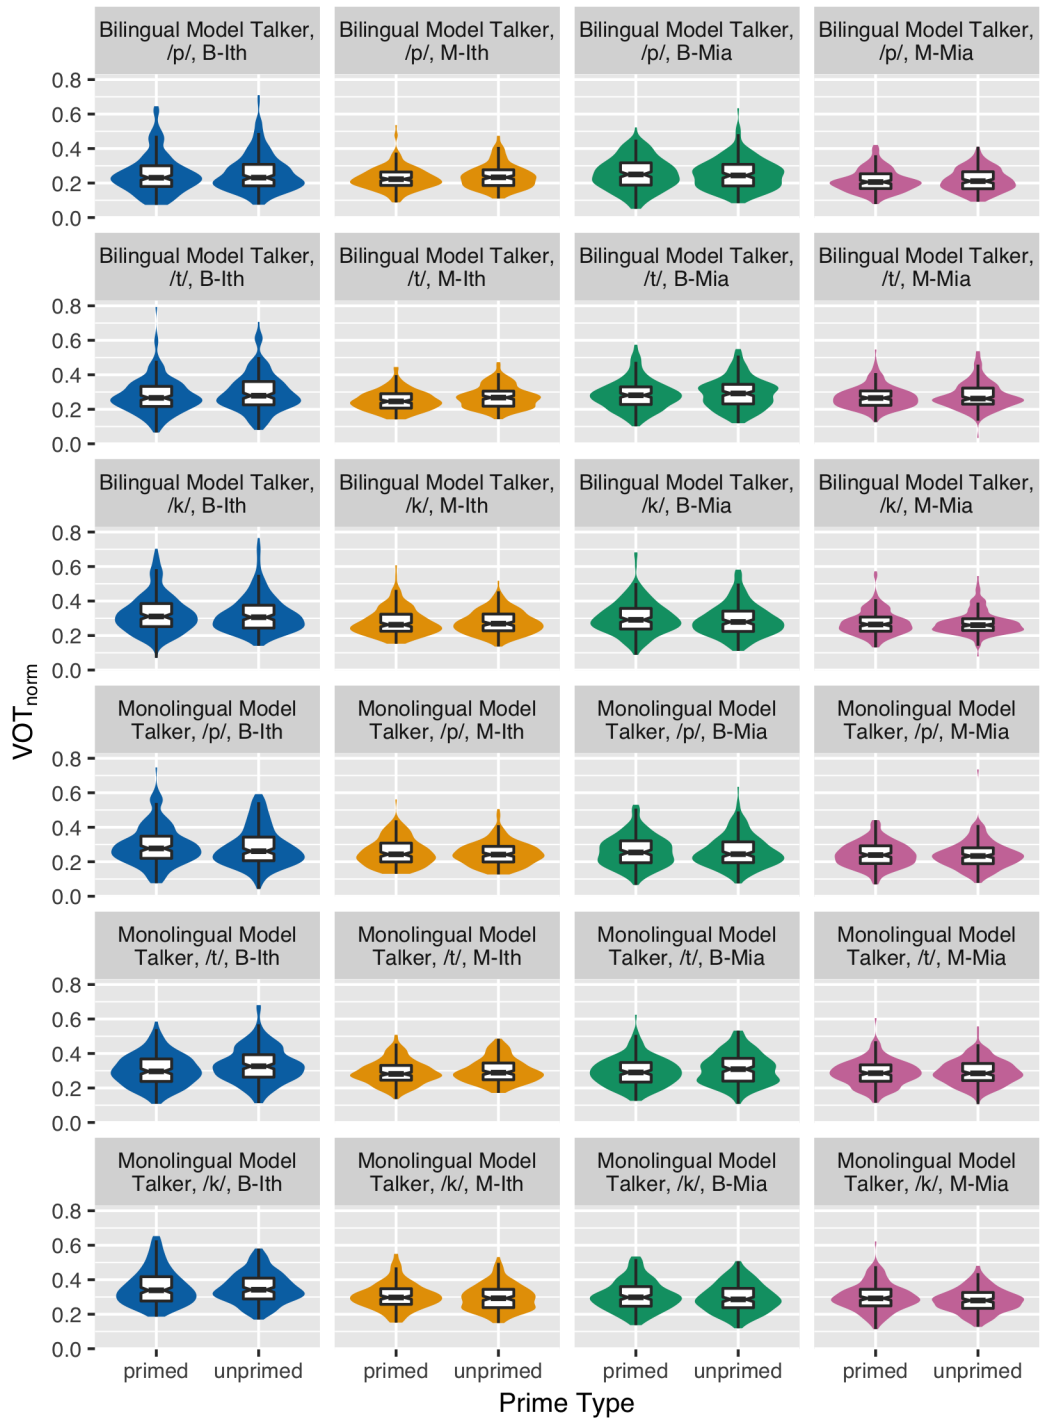 Bilingual Model Talker,
/p/, B-Ith
Bilingual Model Talker,
/p/, M-Ith
Bilingual Model Talker,
/p/, B-Mia
Bilingual Model Talker,
/p/, M-Mia
0.8
0.6
0.4
0.2
0.0
Bilingual Model Talker,
/t/, B-Ith
Bilingual Model Talker,
/t/, M-Ith
Bilingual Model Talker,
/t/, B-Mia
Bilingual Model Talker,
/t/, M-Mia
0.8
0.6
0.4
0.2
0.0
Bilingual Model Talker,
/k/, B-Ith
Bilingual Model Talker,
/k/, M-Ith
Bilingual Model Talker,
/k/, B-Mia
Bilingual Model Talker,
/k/, M-Mia
0.8
0.6
0.4
0.2
0.0
VOTnorm
Monolingual Model
Talker, /p/, B-Ith
Monolingual Model
Talker, /p/, M-Ith
Monolingual Model
Talker, /p/, B-Mia
Monolingual Model
Talker, /p/, M-Mia
0.8
0.6
0.4
0.2
0.0
Monolingual Model
Talker, /t/, B-Ith
Monolingual Model
Talker, /t/, M-Ith
Monolingual Model
Talker, /t/, B-Mia
Monolingual Model
Talker, /t/, M-Mia
0.8
0.6
0.4
0.2
0.0
Monolingual Model
Talker, /k/, B-Ith
Monolingual Model
Talker, /k/, M-Ith
Monolingual Model
Talker, /k/, B-Mia
Monolingual Model
Talker, /k/, M-Mia
0.8
0.6
0.4
0.2
0.0
primed unprimed primed unprimed primed unprimed primed unprimed
Prime Type